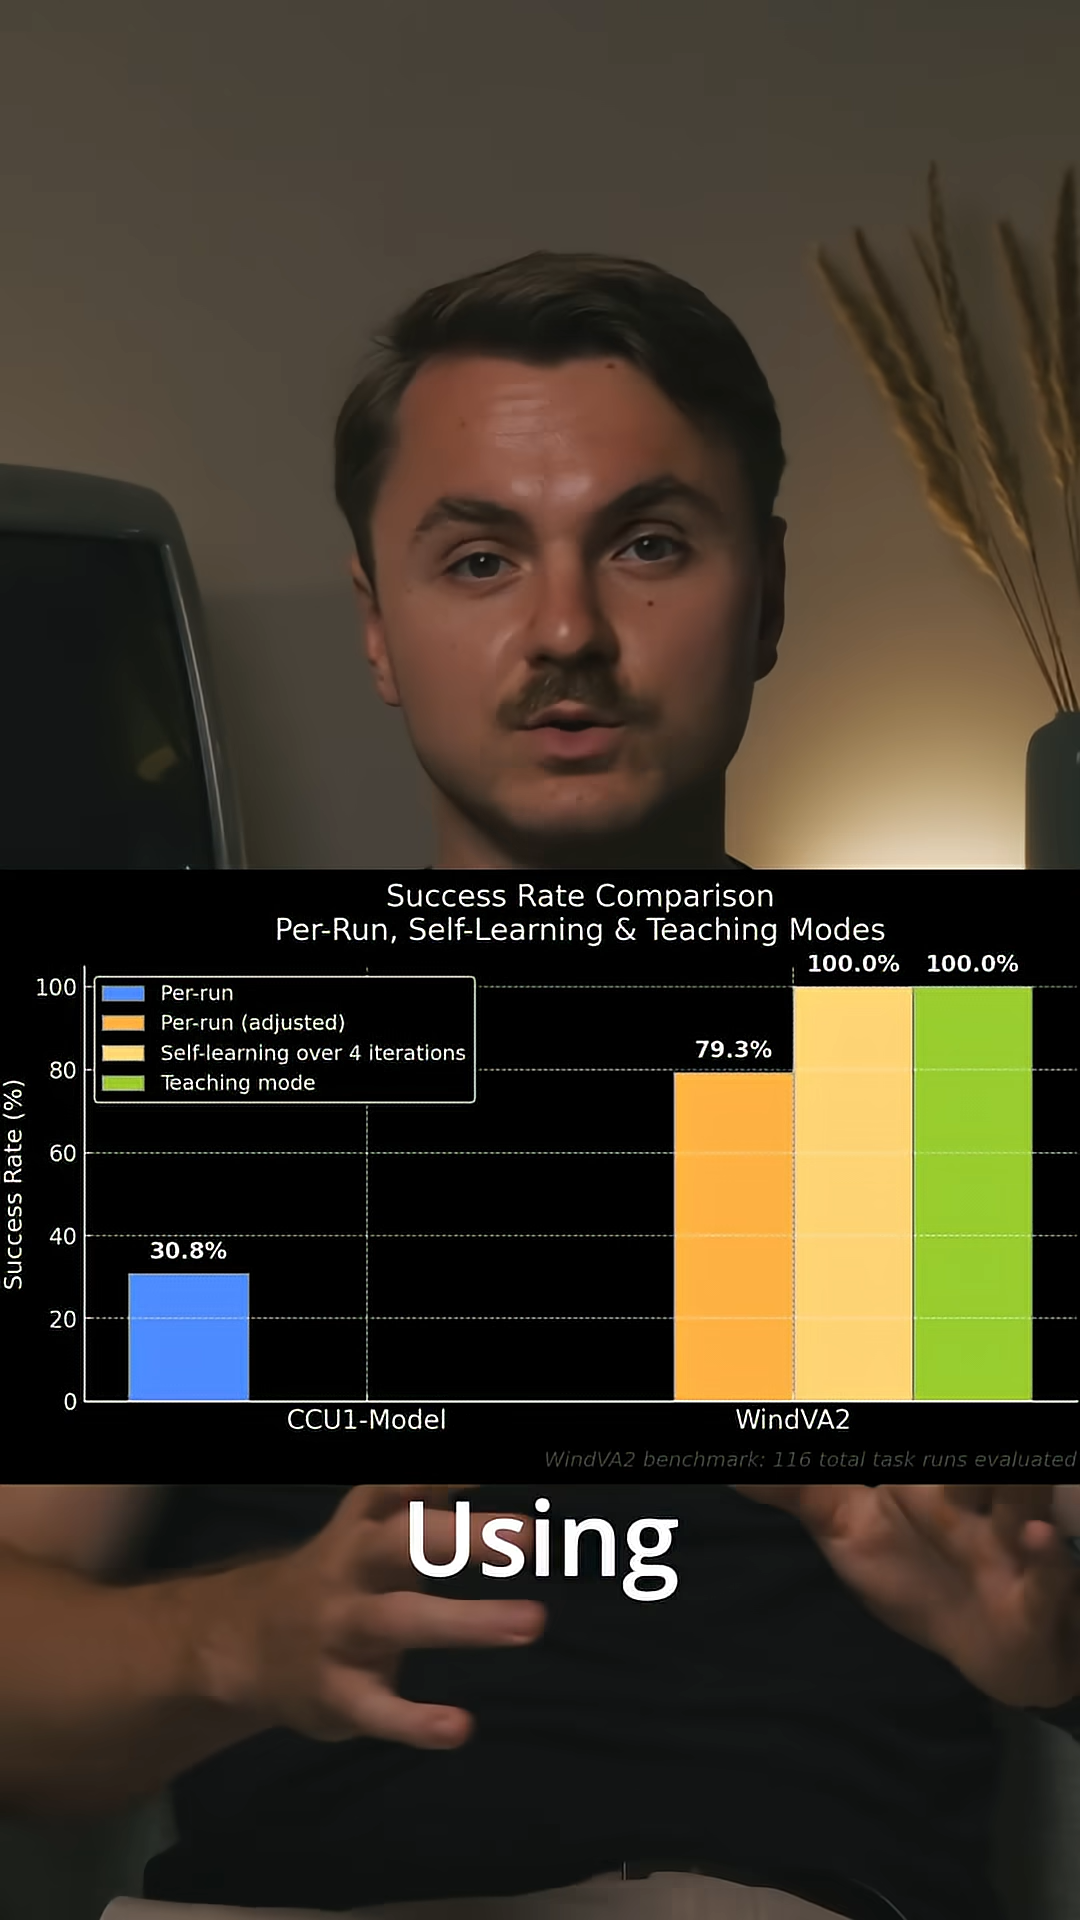 Success Rate Comparison
Per-Run, Self-Learning & Teaching Modes
100.0% 100.0%
100
Per-run
Per-run (adjusted)
Self-learning over 4 iterations
Teaching mode
79.3%
80
60
40
30.8%
20
0
Success Rate (%)
CCU1-Model WindVA2
WindVA2 benchmark: 116 total task runs evaluated
Using